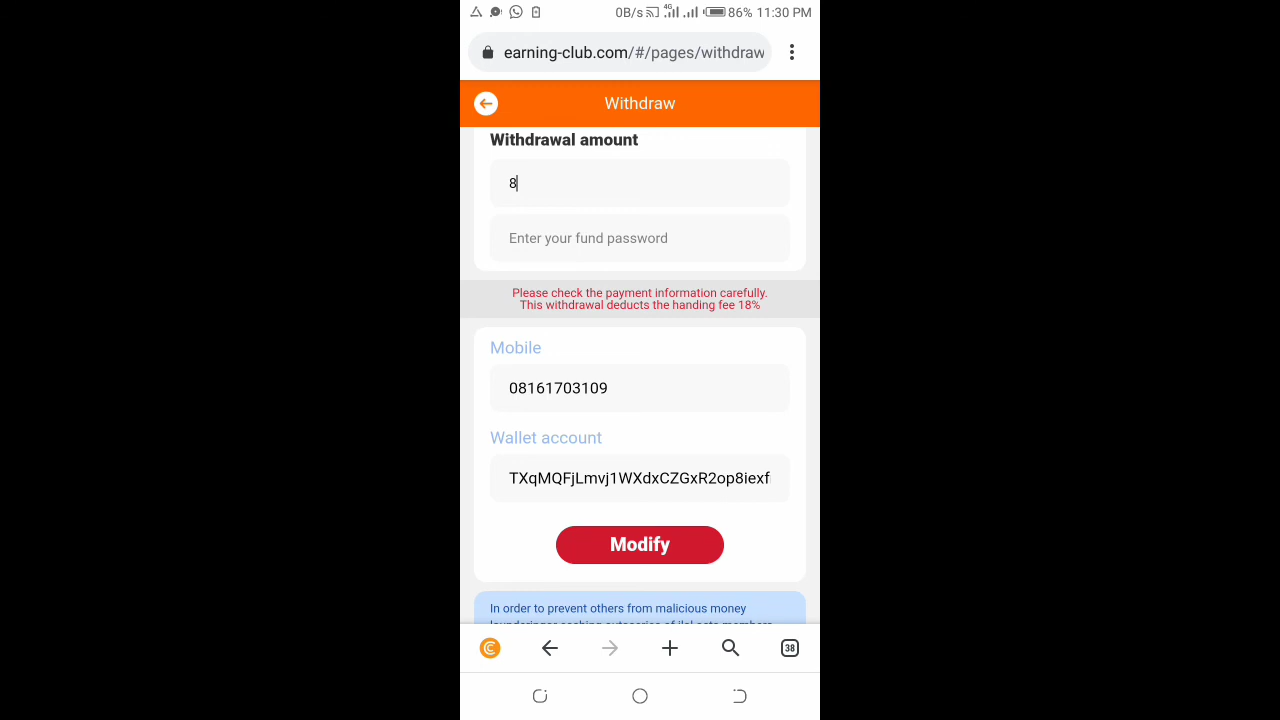 0B/s 4G 86% 11:30 PM
earning-club.com/#/pages/withdraw
Withdraw
Withdrawal amount
8
Enter your fund password
Please check the payment information carefully.
This withdrawal deducts the handing fee 18%
Mobile
08161703109
Wallet account
TXqMQFjLmvj1WXdxCZGxR2op8iexf
Modify
In order to prevent others from malicious money
38